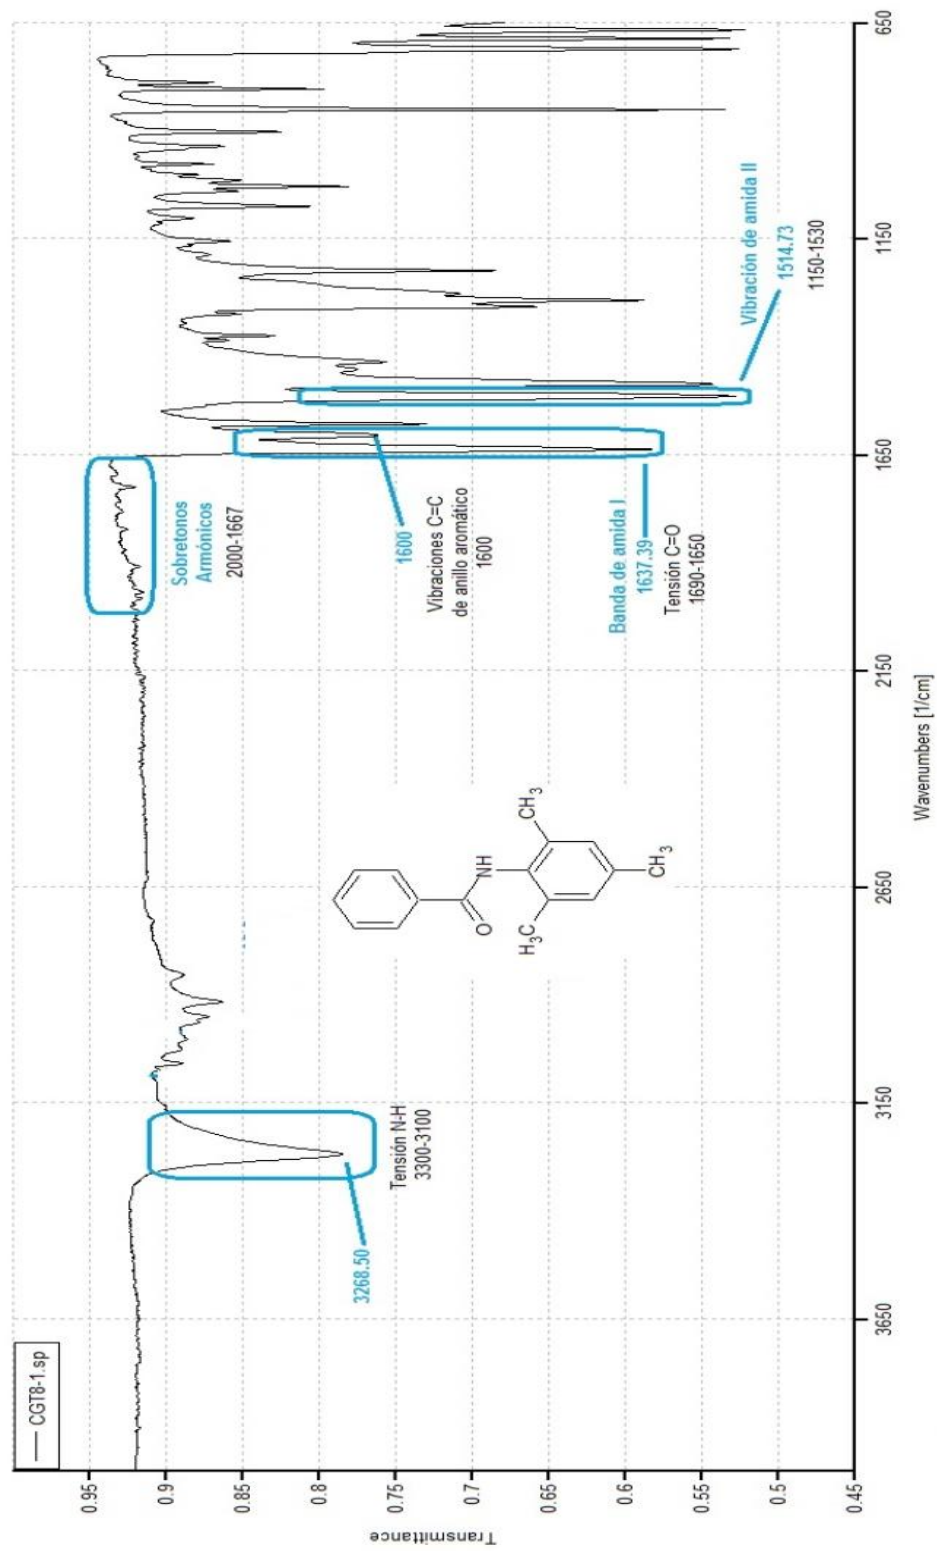 CGT8-1.sp
Transmittance
0.95
0.9
0.85
0.8
0.75
0.7
0.65
0.6
0.55
0.5
0.45
3268.50
Tensión N-H
3300-3100
O
NH
H₃C
CH₃
CH₃
Sobretonos
Armónicos
2000-1667
1600
Vibraciones C=C
de anillo aromático
1600
Banda de amida I
1637.39
Tensión C=O
1690-1650
Vibración de amida II
1514.73
1150-1530
3650
3150
2650
2150
1650
1150
650
Wavenumbers [1/cm]